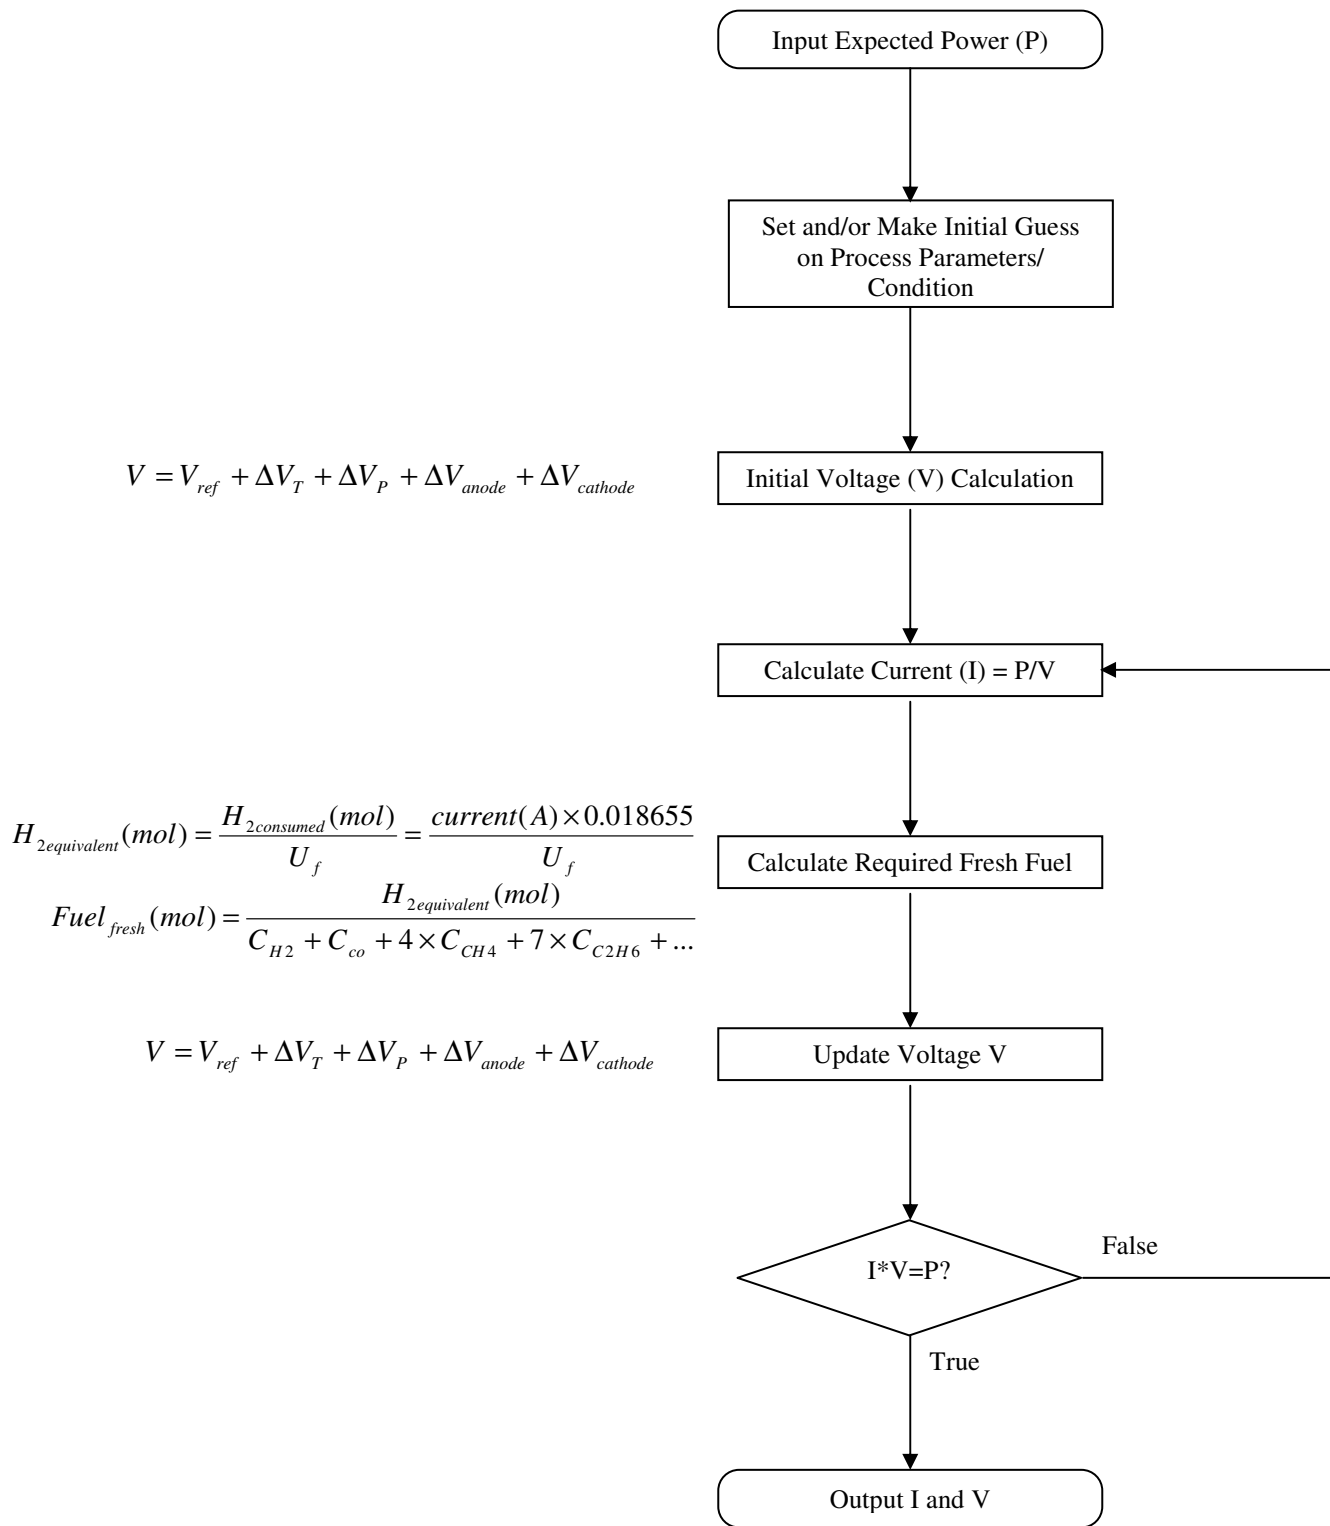 Input Expected Power (P)
Set and/or Make Initial Guess
on Process Parameters/
Condition
V = V_ref + ΔV_T + ΔV_P + ΔV_anode + ΔV_cathode
Initial Voltage (V) Calculation
Calculate Current (I) = P/V
H_2equivalent(mol) = H_2consumed(mol) / U_f = current(A) × 0.018655 / U_f
Calculate Required Fresh Fuel
Fuel_fresh(mol) = H_2equivalent(mol) / C_H2 + C_co + 4 × C_CH4 + 7 × C_C2H6 + ...
V = V_ref + ΔV_T + ΔV_P + ΔV_anode + ΔV_cathode
Update Voltage V
False
I*V=P?
True
Output I and V